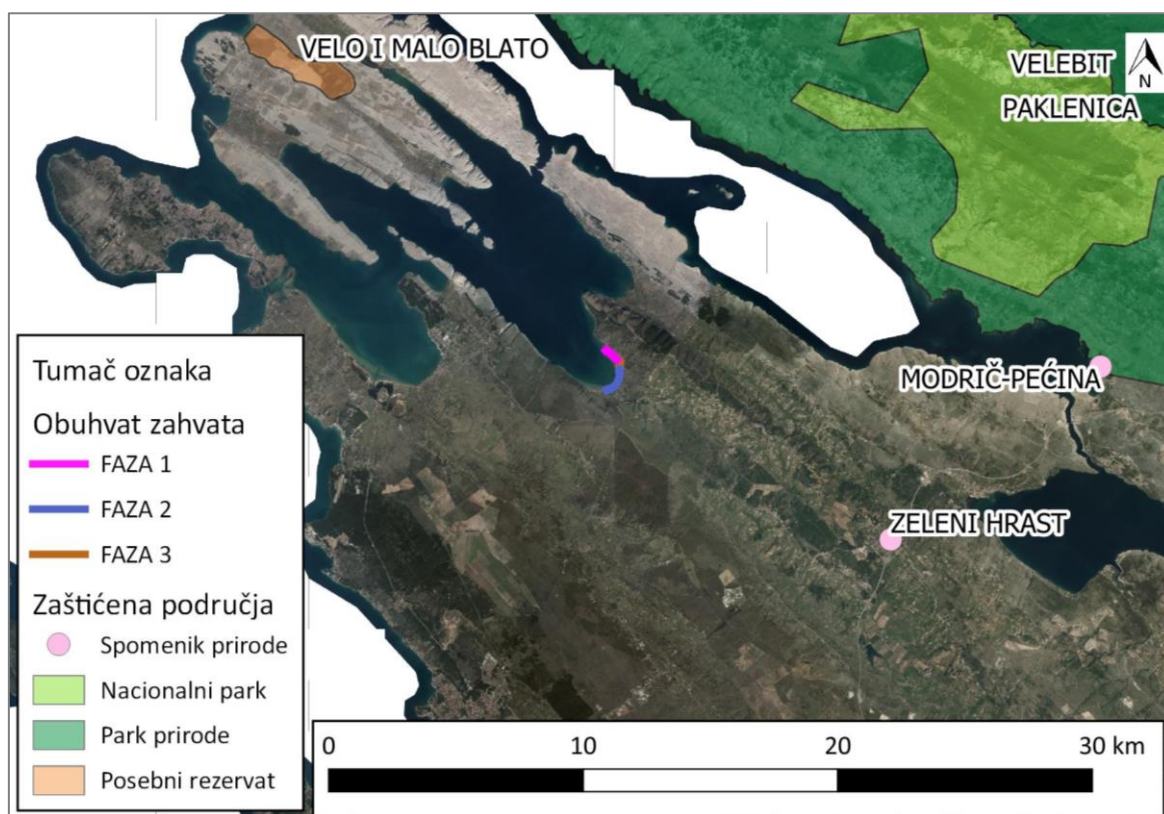 VELO I MALO BLATO
VELEBIT
PAKLENICA
N
MODRIČ-PEĆINA
ZELENI HRAST
Tumač oznaka
Obuhvat zahvata
FAZA 1
FAZA 2
FAZA 3
Zaštićena područja
Spomenik prirode
Nacionalni park
Park prirode
Posebni rezervat
0 10 20 30 km